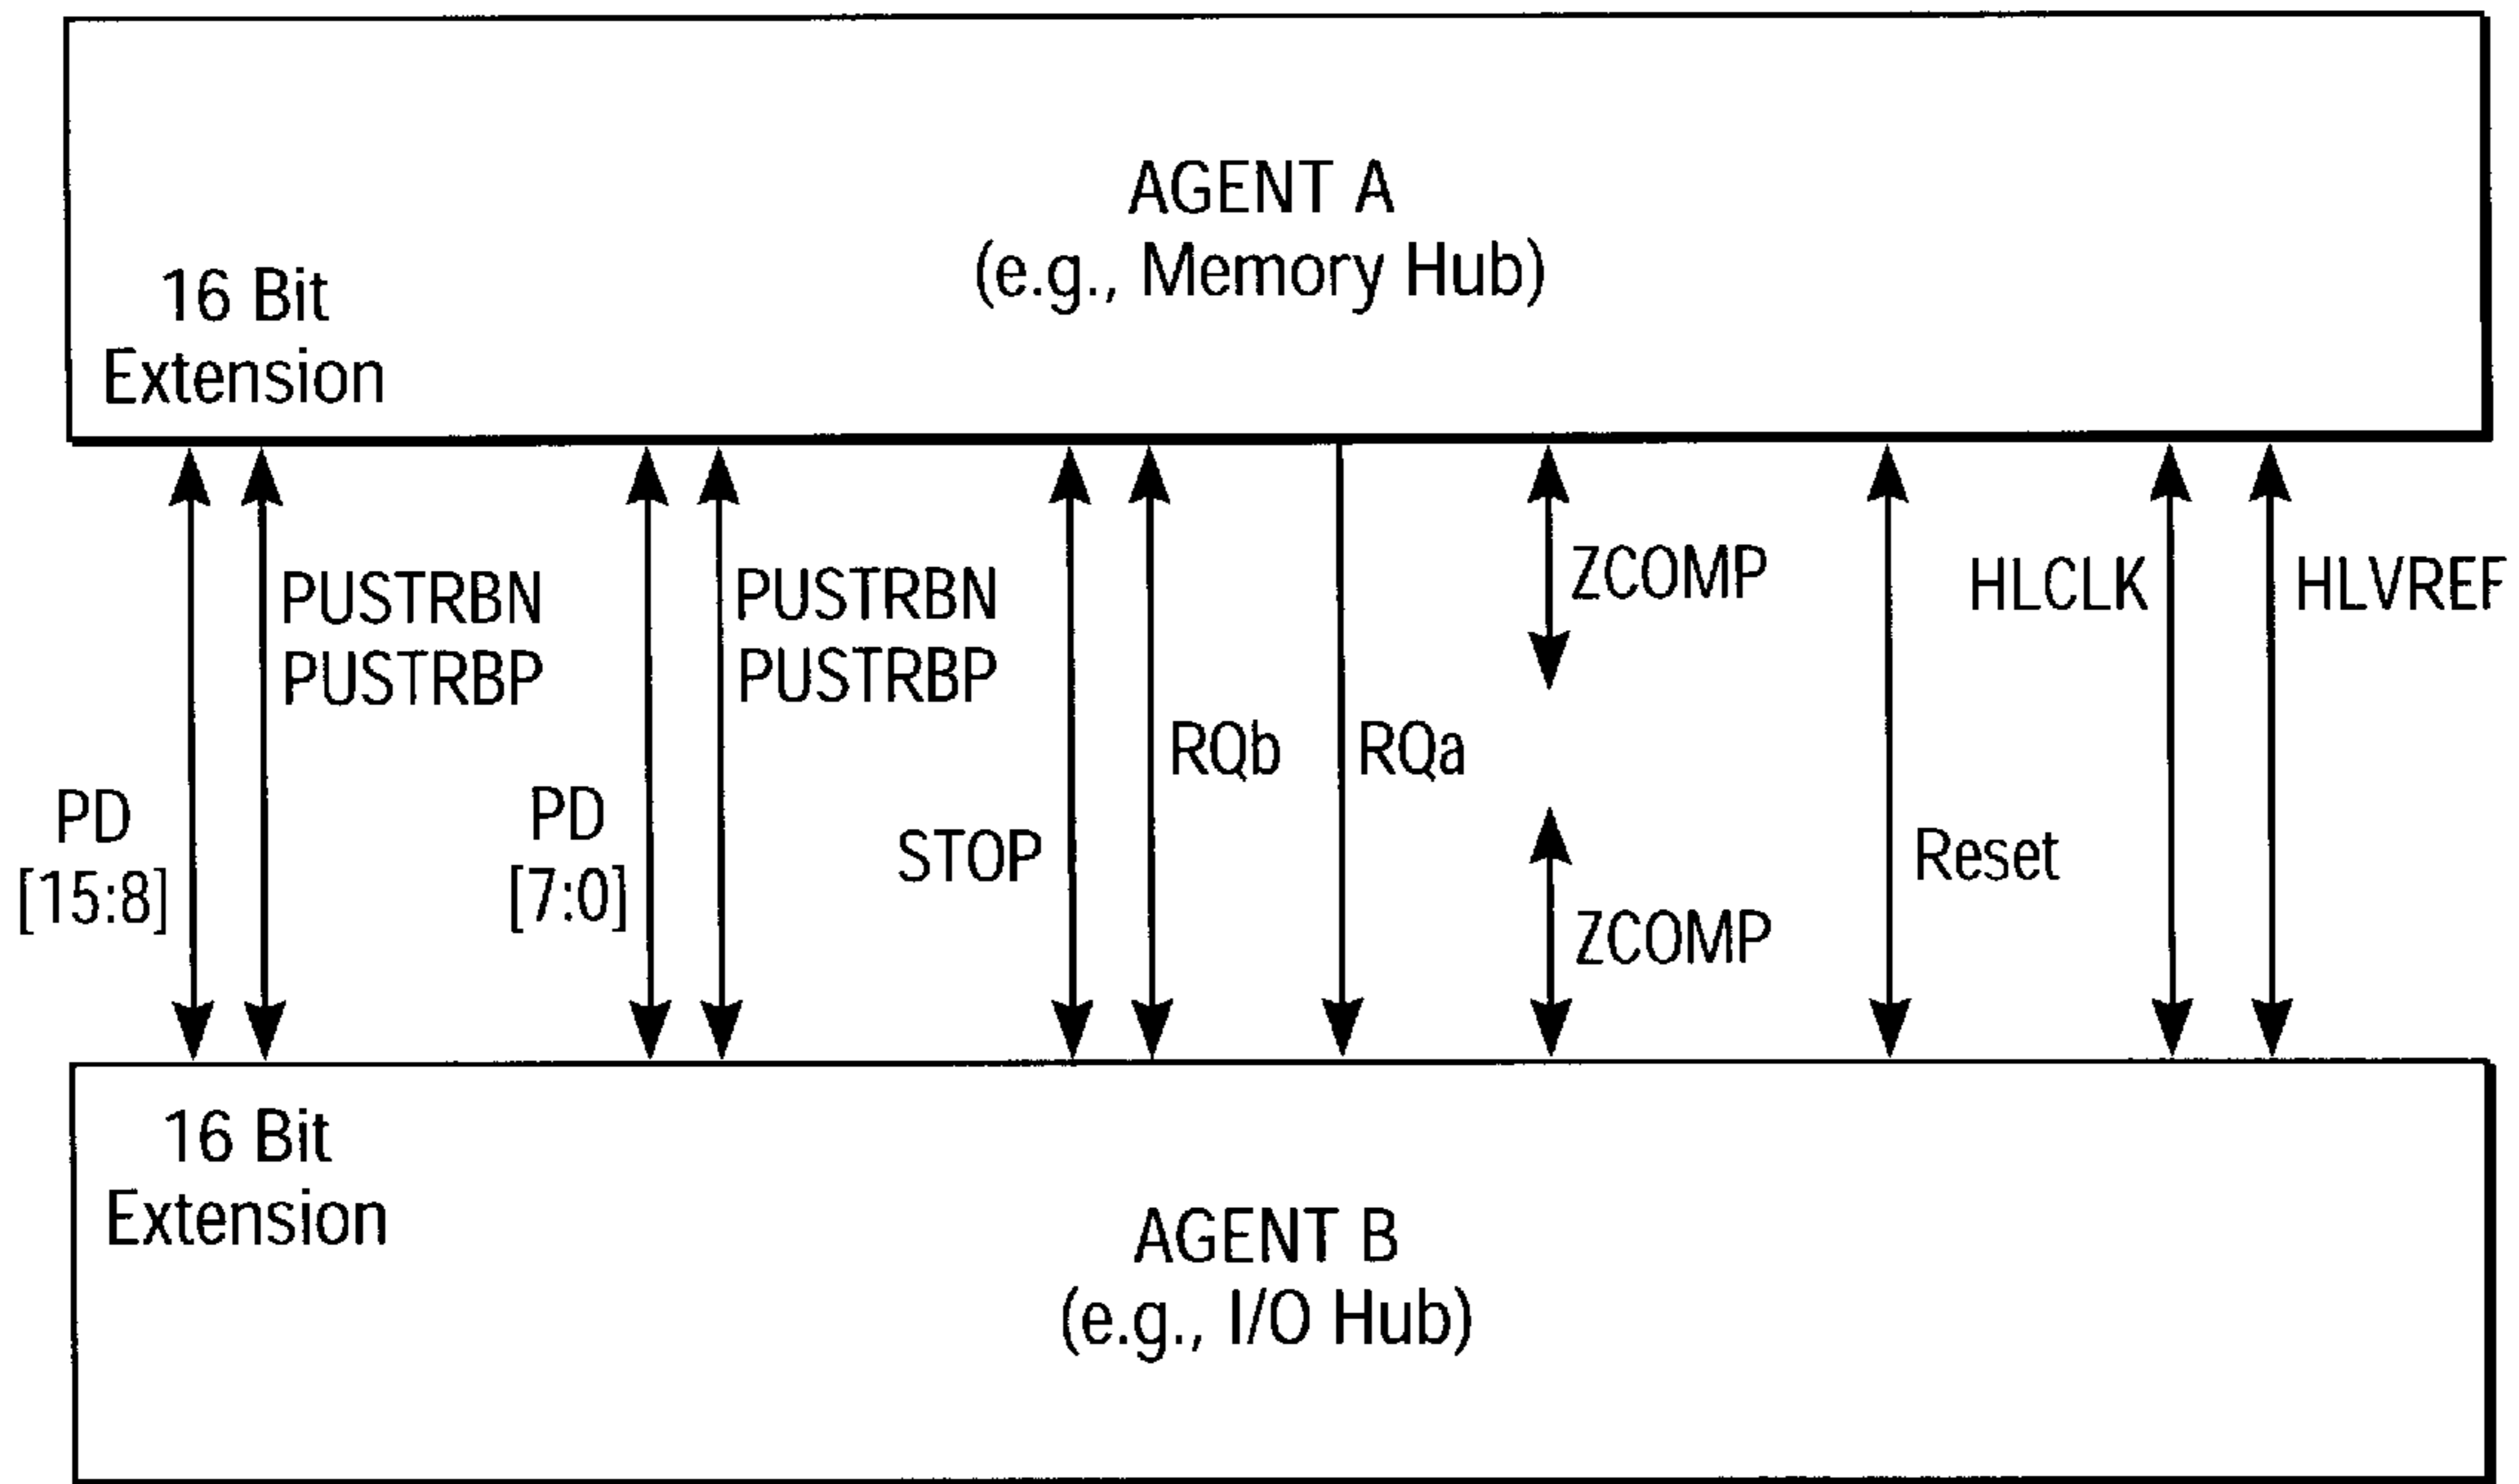 AGENT A
(e.g., Memory Hub)
16 Bit
Extension
PUSTRBN
PUSTRBP
PD
[15:8]
PUSTRBN
PUSTRBP
PD
[7:0]
STOP
RQb
RQa
ZCOMP
ZCOMP
Reset
HLCLK
HLVREF
16 Bit
Extension
AGENT B
(e.g., I/O Hub)